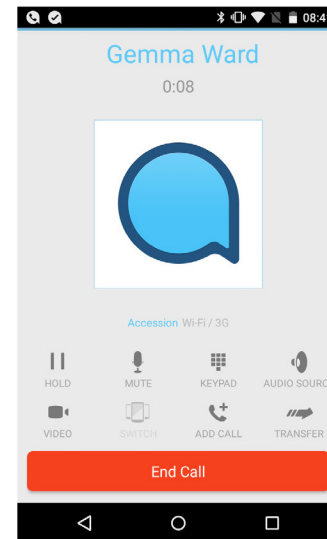 08:4
Gemma Ward
0:08
Accession Wi-Fi / 3G
HOLD MUTE KEYPAD AUDIO SOURC
VIDEO SWITCH ADD CALL TRANSFER
End Call